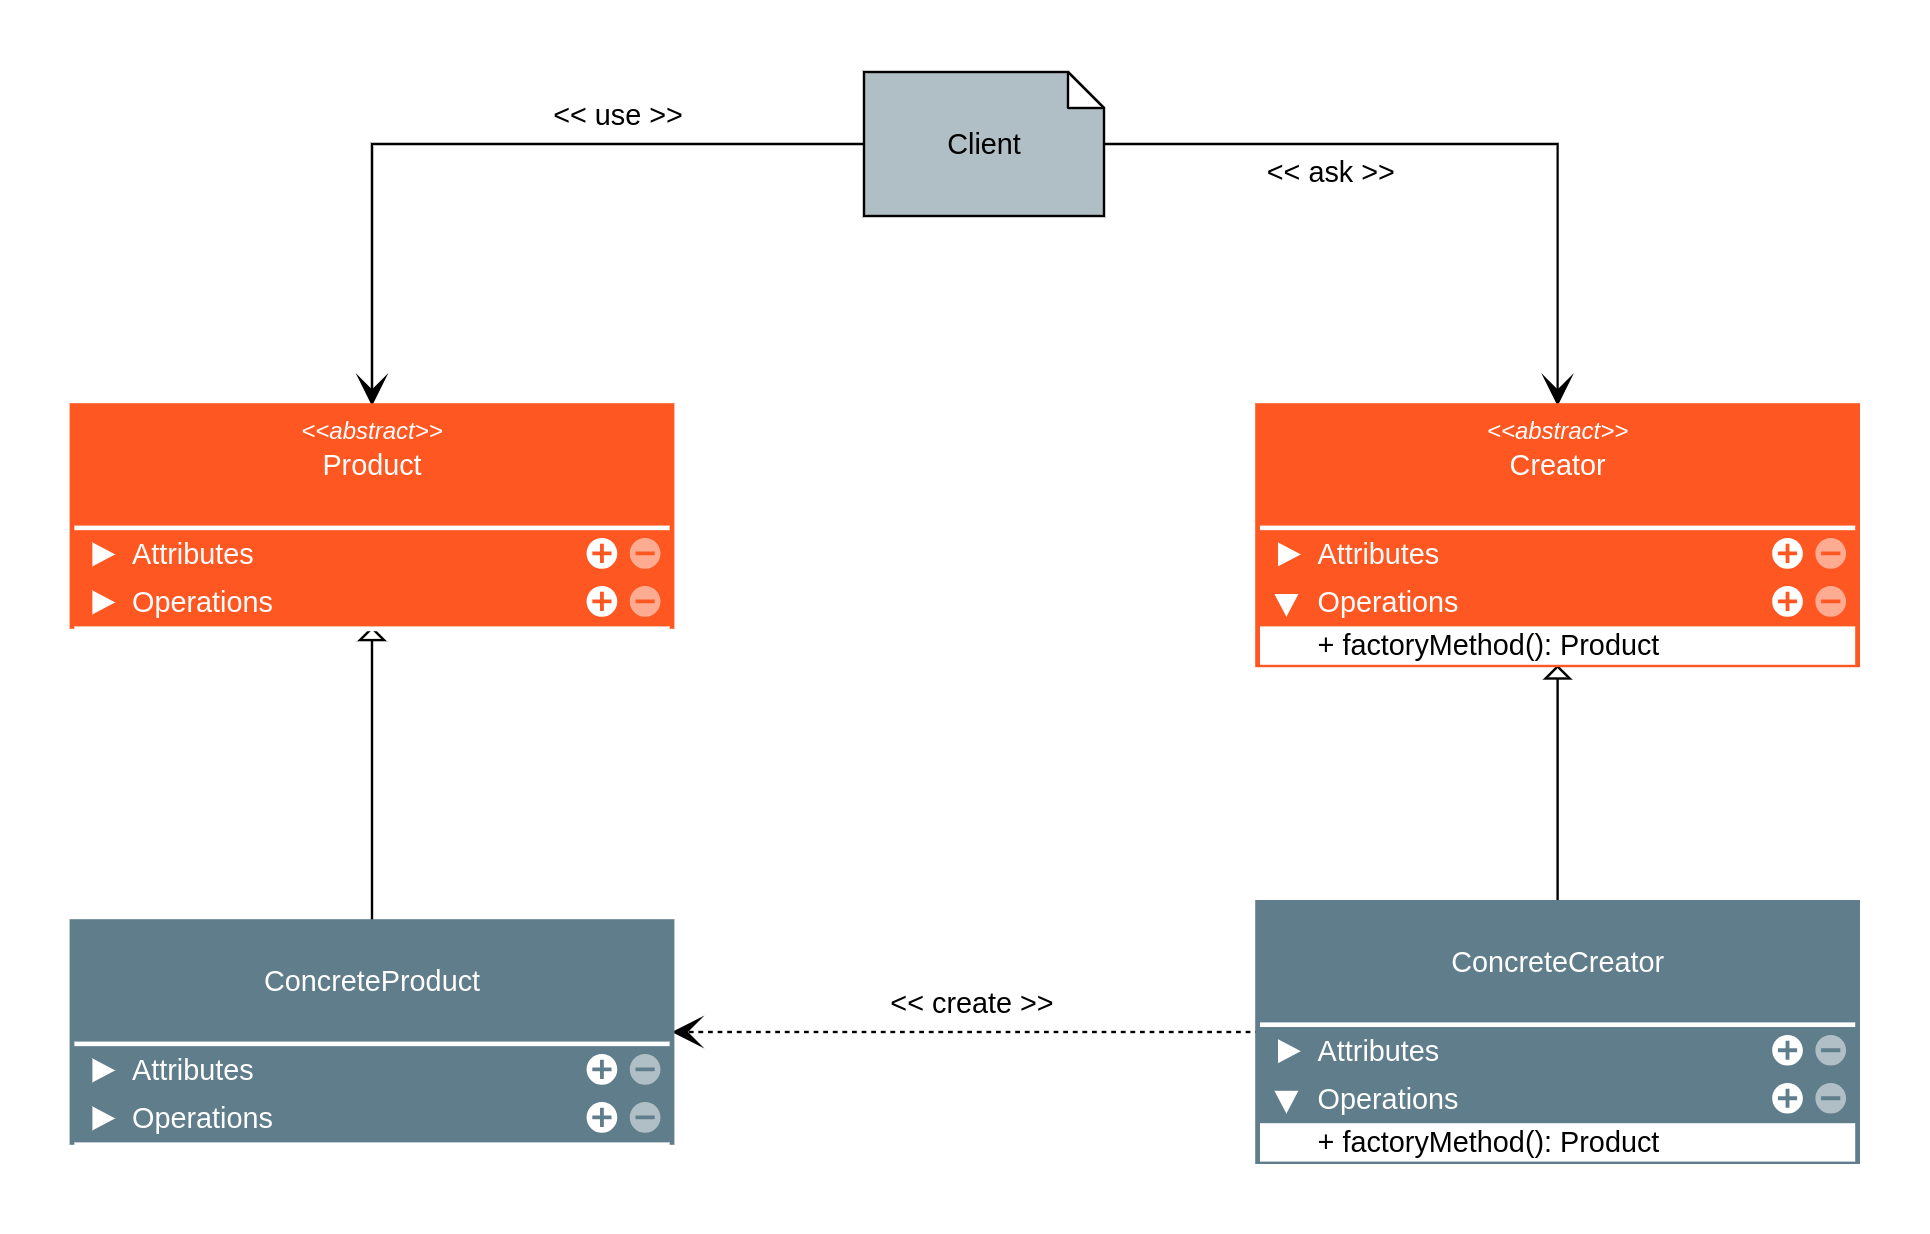 Client
<< use >>
<< ask >>
<<abstract>>
Product
Attributes
Operations
<<abstract>>
Creator
Attributes
Operations
+ factoryMethod(): Product
ConcreteProduct
Attributes
Operations
<< create >>
ConcreteCreator
Attributes
Operations
+ factoryMethod(): Product